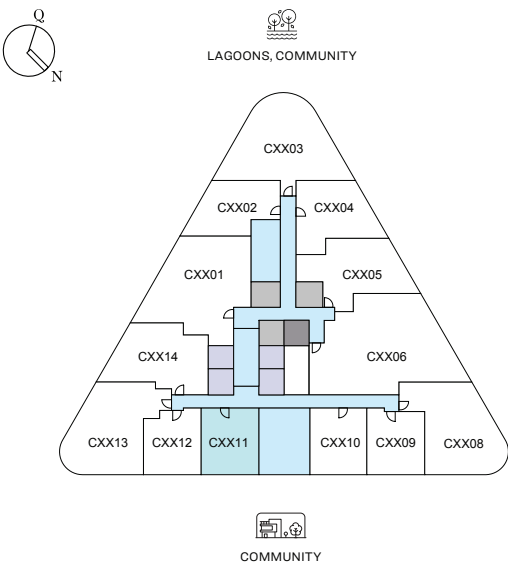 Q
N
LAGOONS, COMMUNITY
CXX03
CXX02
CXX04
CXX01
CXX05
CXX14
CXX06
CXX13
CXX12
CXX11
CXX10
CXX09
CXX08
COMMUNITY